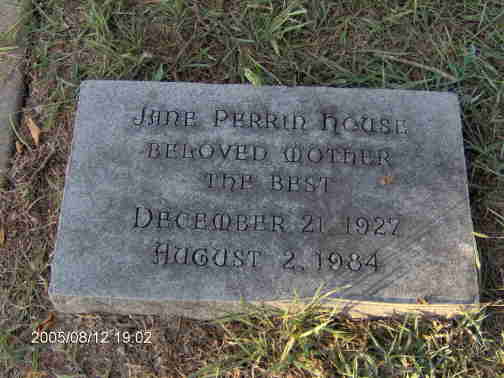 Jane Perrin House
Beloved Mother
The Best
December 21, 1927
August 2, 1984
2005/08/12 19:02